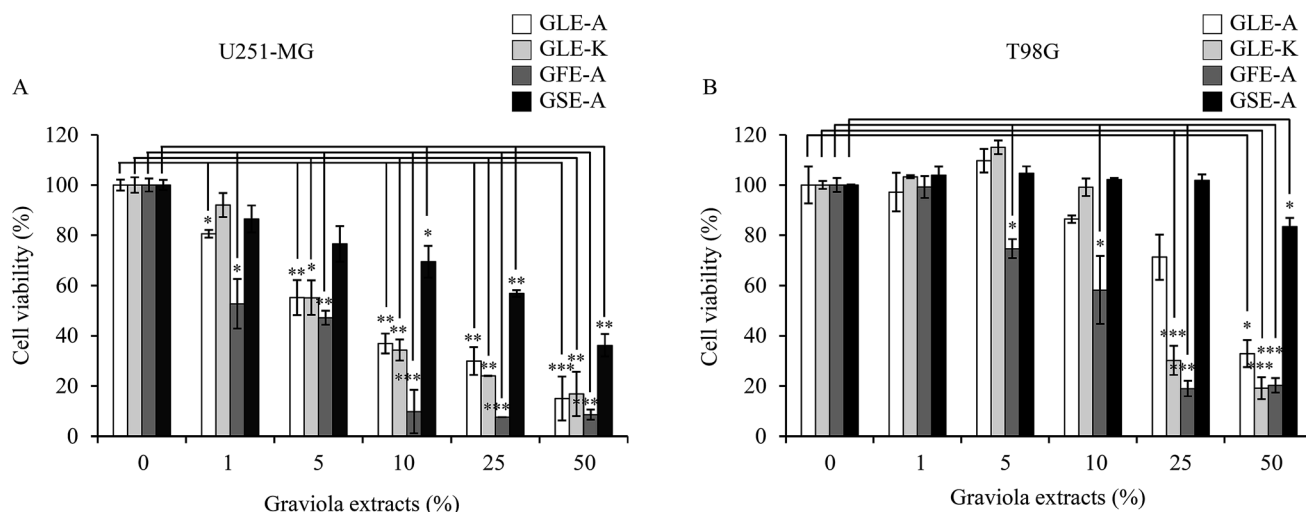 A
U251-MG
GLE-A
GLE-K
GFE-A
GSE-A
Cell viability (%)
120
100
80
60
40
20
0
*
*
**
*
**
**
**
***
*
**
**
***
**
***
**
***
**
0 1 5 10 25 50
Graviola extracts (%)
B
T98G
GLE-A
GLE-K
GFE-A
GSE-A
Cell viability (%)
120
100
80
60
40
20
0
*
*
***
*
***
***
*
0 1 5 10 25 50
Graviola extracts (%)